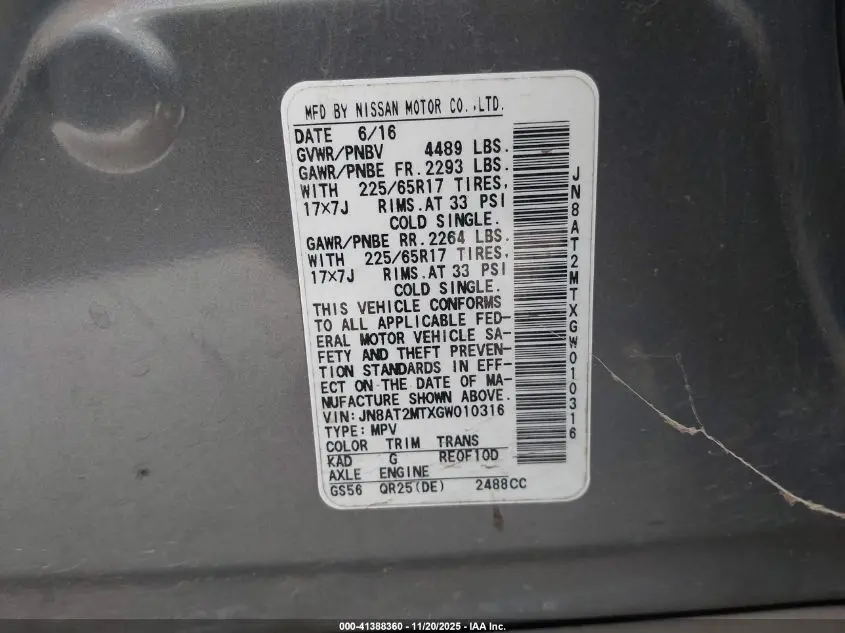 MFD BY NISSAN MOTOR CO.,LTD.
DATE 6/16
GVWR/PNBV 4489 LBS.
GAWR/PNBE FR. 2293 LBS.
WITH 225/65R17 TIRES,
17×7J RIMS. AT 33 PSI
COLD SINGLE.
GAWR/PNBE RR. 2264 LBS.
WITH 225/65R17 TIRES,
17×7J RIMS. AT 33 PSI
COLD SINGLE.
THIS VEHICLE CONFORMS
TO ALL APPLICABLE FED-
ERAL MOTOR VEHICLE SA-
FETY AND THEFT PREVEN-
TION STANDARDS IN EFF-
ECT ON THE DATE OF MA-
NUFACTURE SHOWN ABOVE.
VIN: JN8AT2MTXGW010316
TYPE: MPV
COLOR TRIM TRANS
KAD G RE0F10D
AXLE ENGINE
GS56 QR25(DE) 2488CC
JN8AT2MTXGW010316
000-41388360 - 11/20/2025 - IAA Inc.